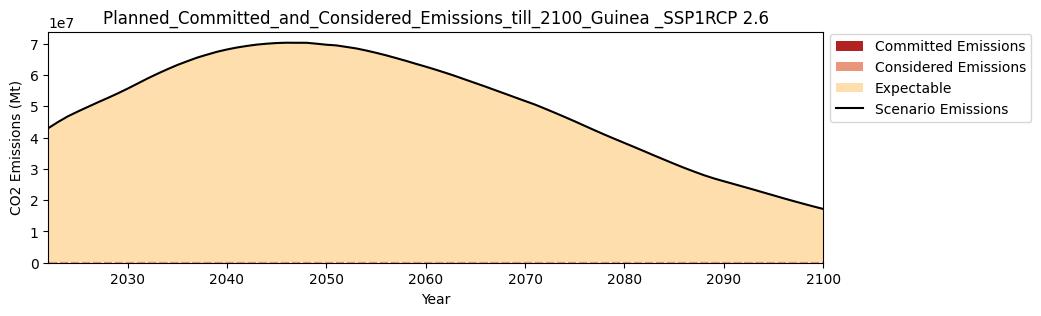 Planned_Committed_and_Considered_Emissions_till_2100_Guinea _SSP1RCP 2.6
1e7
7
6
5
4
3
2
1
0
CO2 Emissions (Mt)
2030 2040 2050 2060 2070 2080 2090 2100
Year
Committed Emissions
Considered Emissions
Expectable
Scenario Emissions